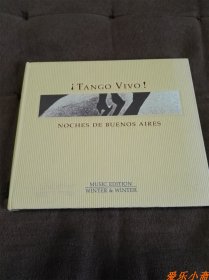 ¡TANGO VIVO!
NOCHES DE BUENOS AIRES
MUSIC EDITION
WINTER & WINTER
爱乐小斋